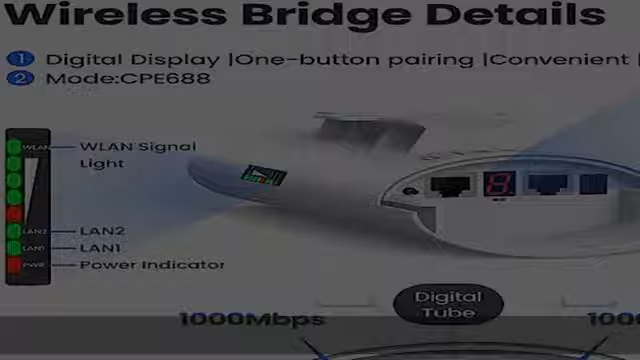 Wireless Bridge Details
1 Digital Display |One-button pairing |Convenient |
2 Mode:CPE688
WLAN WLAN Signal
Light
LAN2 LAN2
LAN1 LAN1
PWR Power Indicator
8
Digital
Tube
1000Mbps
100